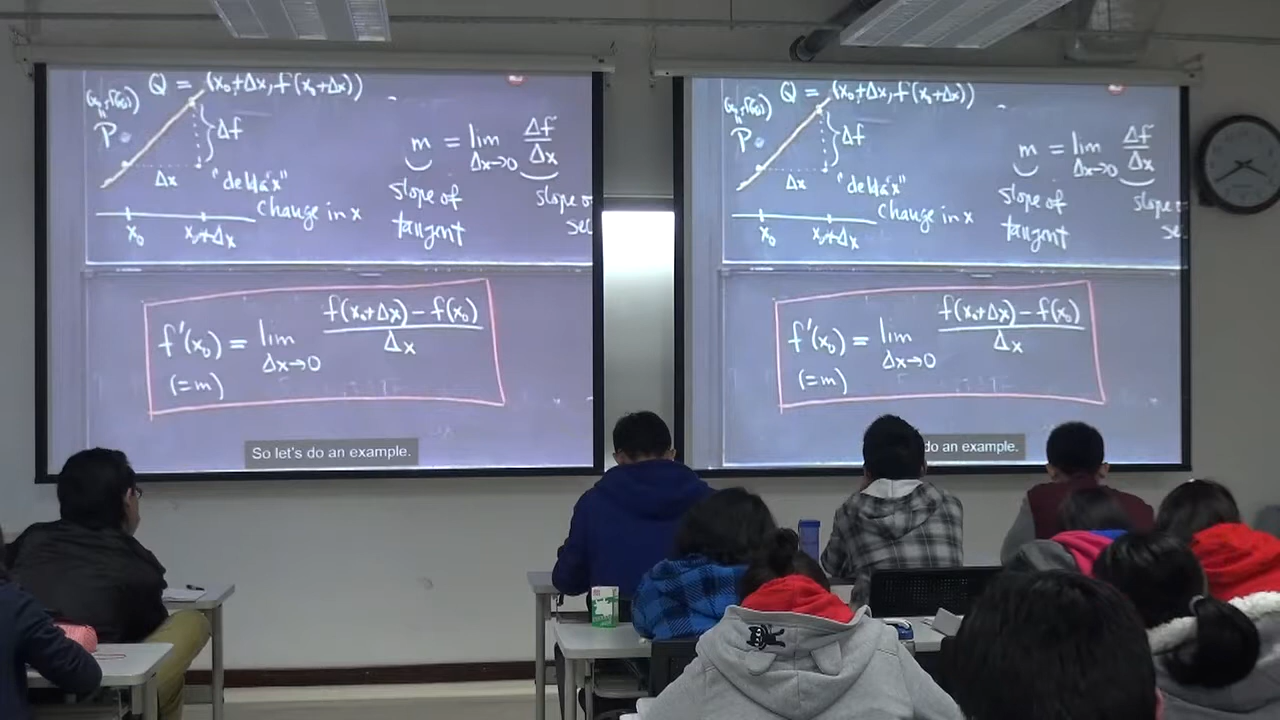 Q = (x₀+Δx, f(x₀+Δx))
P
Δf
m = lim Δx→0 Δf/Δx
Δx
"delta x"
change in x
slope of
tangent
slope
x₀ x₀+Δx
f'(x₀) = lim Δx→0 (f(x₀+Δx) – f(x₀))/Δx
(=m)
So let's do an example.
Q = (x₀+Δx, f(x₀+Δx))
P
Δf
m = lim Δx→0 Δf/Δx
Δx
"delta x"
change in x
slope of
tangent
slope
x₀ x₀+Δx
f'(x₀) = lim Δx→0 (f(x₀+Δx) – f(x₀))/Δx
(=m)
do an example.